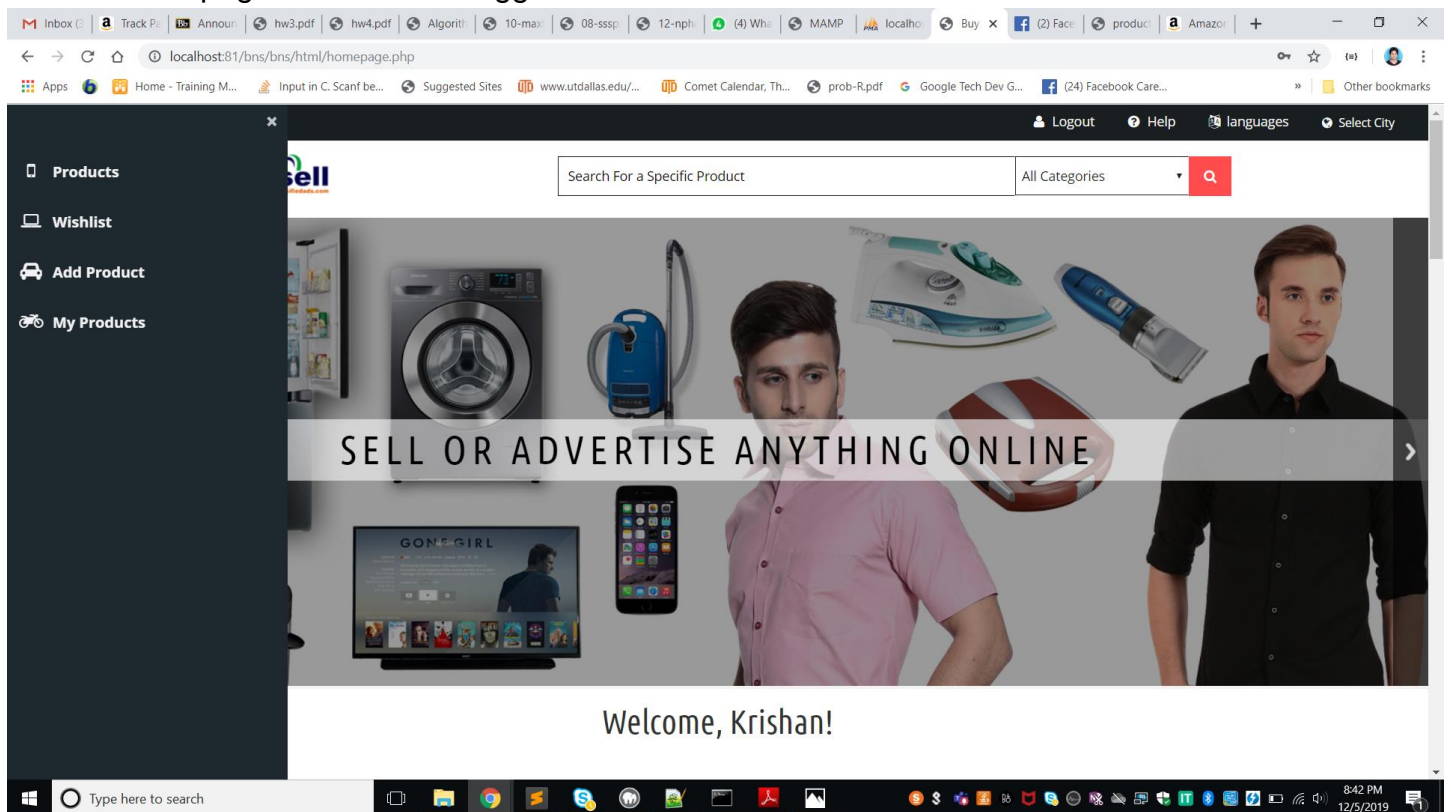 Inbox (3
Track Pa
Announ
hw3.pdf
hw4.pdf
Algorith
10-max
08-sssp.
12-nph
(4) Wha
MAMP
localho
Buy
(2) Face
product
Amazon
localhost:81/bns/bns/html/homepage.php
Apps
Home - Training M...
Input in C. Scanf be...
Suggested Sites
www.utdallas.edu/...
Comet Calendar, Th...
prob-R.pdf
Google Tech Dev G...
(24) Facebook Care...
»
Other bookmarks
Logout
Help
languages
Select City
Products
Wishlist
Add Product
My Products
sell
Search For a Specific Product
All Categories
SELL OR ADVERTISE ANYTHING ONLINE
GONE GIRL
Welcome, Krishan!
Type here to search
8:42 PM
12/5/2019